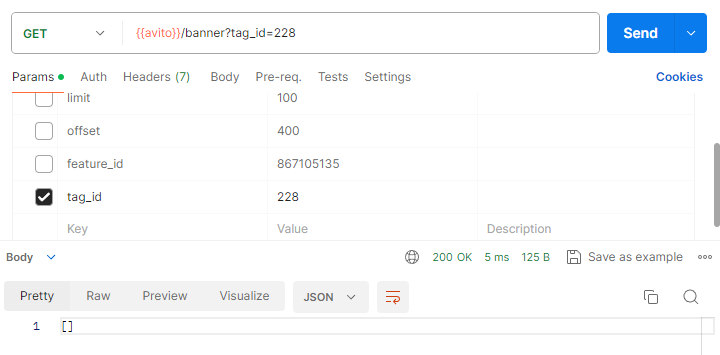 GET {{avito}}/banner?tag_id=228 Send
Params Auth Headers (7) Body Pre-req. Tests Settings Cookies
limit 100
offset 400
feature_id 867105135
tag_id 228
Key Value Description
Body 200 OK 5 ms 125 B Save as example
Pretty Raw Preview Visualize JSON
1 []